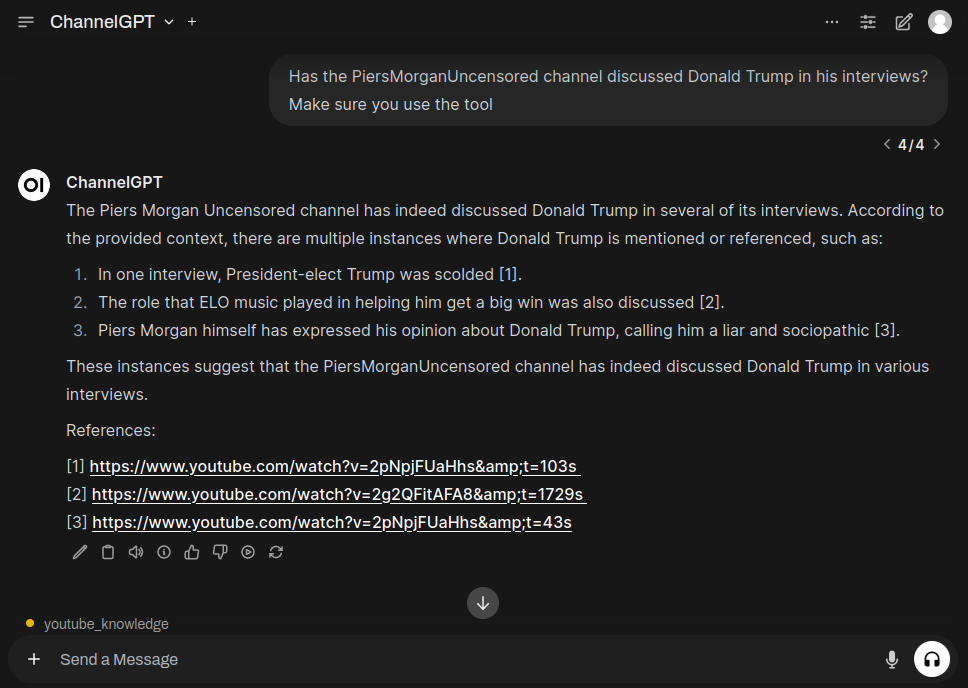 ChannelGPT
Has the PiersMorganUncensored channel discussed Donald Trump in his interviews?
Make sure you use the tool
4/4
OI
ChannelGPT
The Piers Morgan Uncensored channel has indeed discussed Donald Trump in several of its interviews. According to
the provided context, there are multiple instances where Donald Trump is mentioned or referenced, such as:
1. In one interview, President-elect Trump was scolded [1].
2. The role that ELO music played in helping him get a big win was also discussed [2].
3. Piers Morgan himself has expressed his opinion about Donald Trump, calling him a liar and sociopathic [3].
These instances suggest that the PiersMorganUncensored channel has indeed discussed Donald Trump in various
interviews.
References:
[1] https://www.youtube.com/watch?v=2pNpjFUaHhs&amp;t=103s
[2] https://www.youtube.com/watch?v=2g2QFitAFA8&amp;t=1729s
[3] https://www.youtube.com/watch?v=2pNpjFUaHhs&amp;t=43s
youtube_knowledge
Send a Message